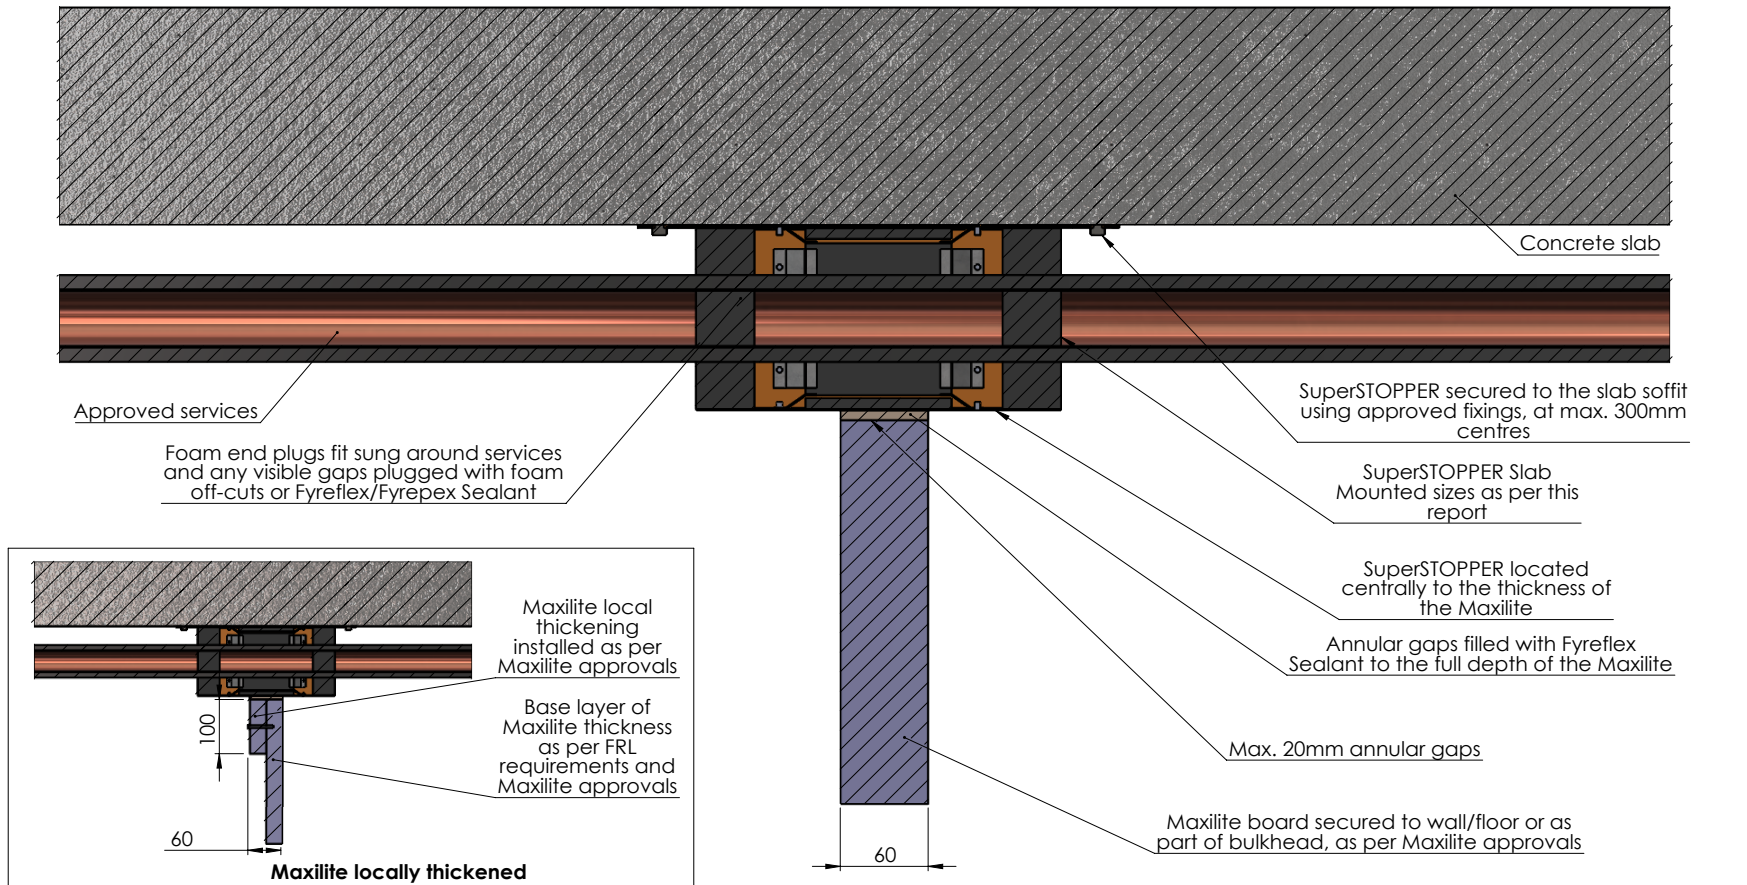 Concrete slab
Approved services
Foam end plugs fit sung around services
and any visible gaps plugged with foam
off-cuts or Fyreflex/Fyrepex Sealant
SuperSTOPPER secured to the slab soffit
using approved fixings, at max. 300mm
centres
SuperSTOPPER Slab
Mounted sizes as per this
report
SuperSTOPPER located
centrally to the thickness of
the Maxilite
Annular gaps filled with Fyreflex
Sealant to the full depth of the Maxilite
Max. 20mm annular gaps
Maxilite board secured to wall/floor or as
part of bulkhead, as per Maxilite approvals
60
Maxilite local
thickening
installed as per
Maxilite approvals
Base layer of
Maxilite thickness
as per FRL
requirements and
Maxilite approvals
100
60
Maxilite locally thickened